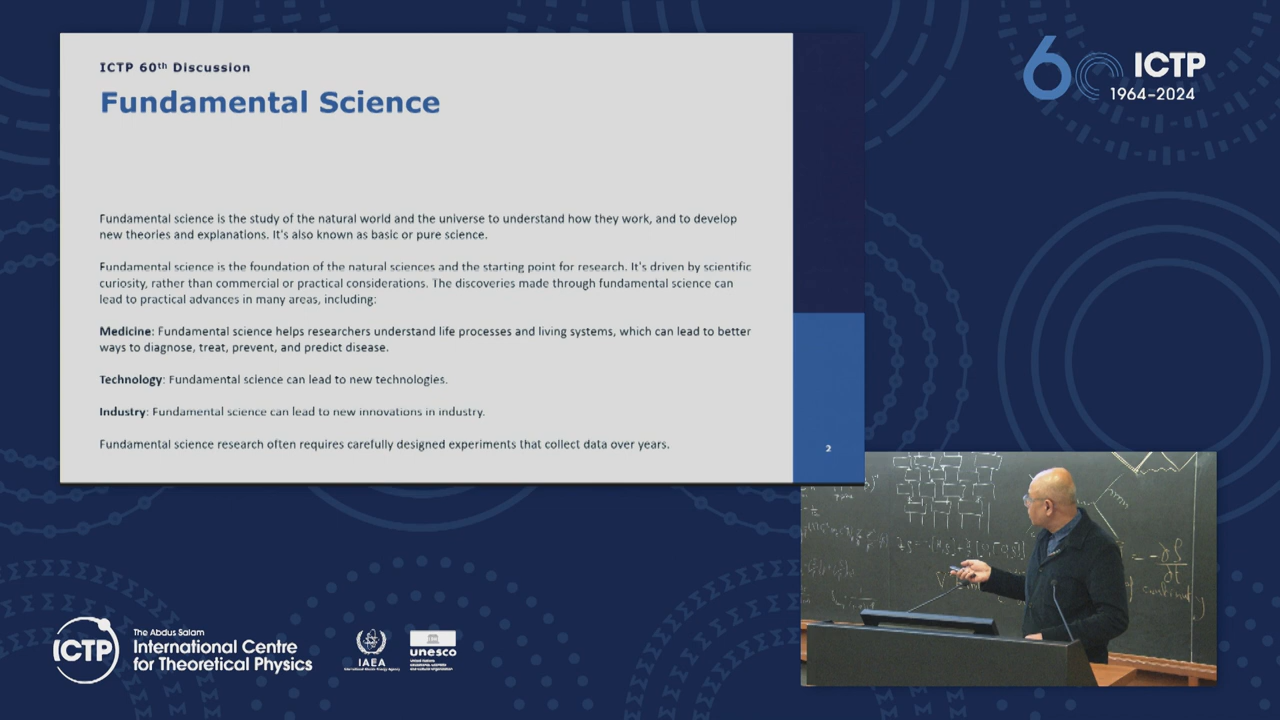 ICTP 60th Discussion
Fundamental Science
Fundamental science is the study of the natural world and the universe to understand how they work, and to develop
new theories and explanations. It's also known as basic or pure science.
Fundamental science is the foundation of the natural sciences and the starting point for research. It's driven by scientific
curiosity, rather than commercial or practical considerations. The discoveries made through fundamental science can
lead to practical advances in many areas, including:
Medicine: Fundamental science helps researchers understand life processes and living systems, which can lead to better
ways to diagnose, treat, prevent, and predict disease.
Technology: Fundamental science can lead to new technologies.
Industry: Fundamental science can lead to new innovations in industry.
Fundamental science research often requires carefully designed experiments that collect data over years.
2
60 ICTP
1964–2024
= -∂ρ/∂t
ICTP
The Abdus Salam
International Centre
for Theoretical Physics
IAEA
International Atomic Energy Agency
unesco